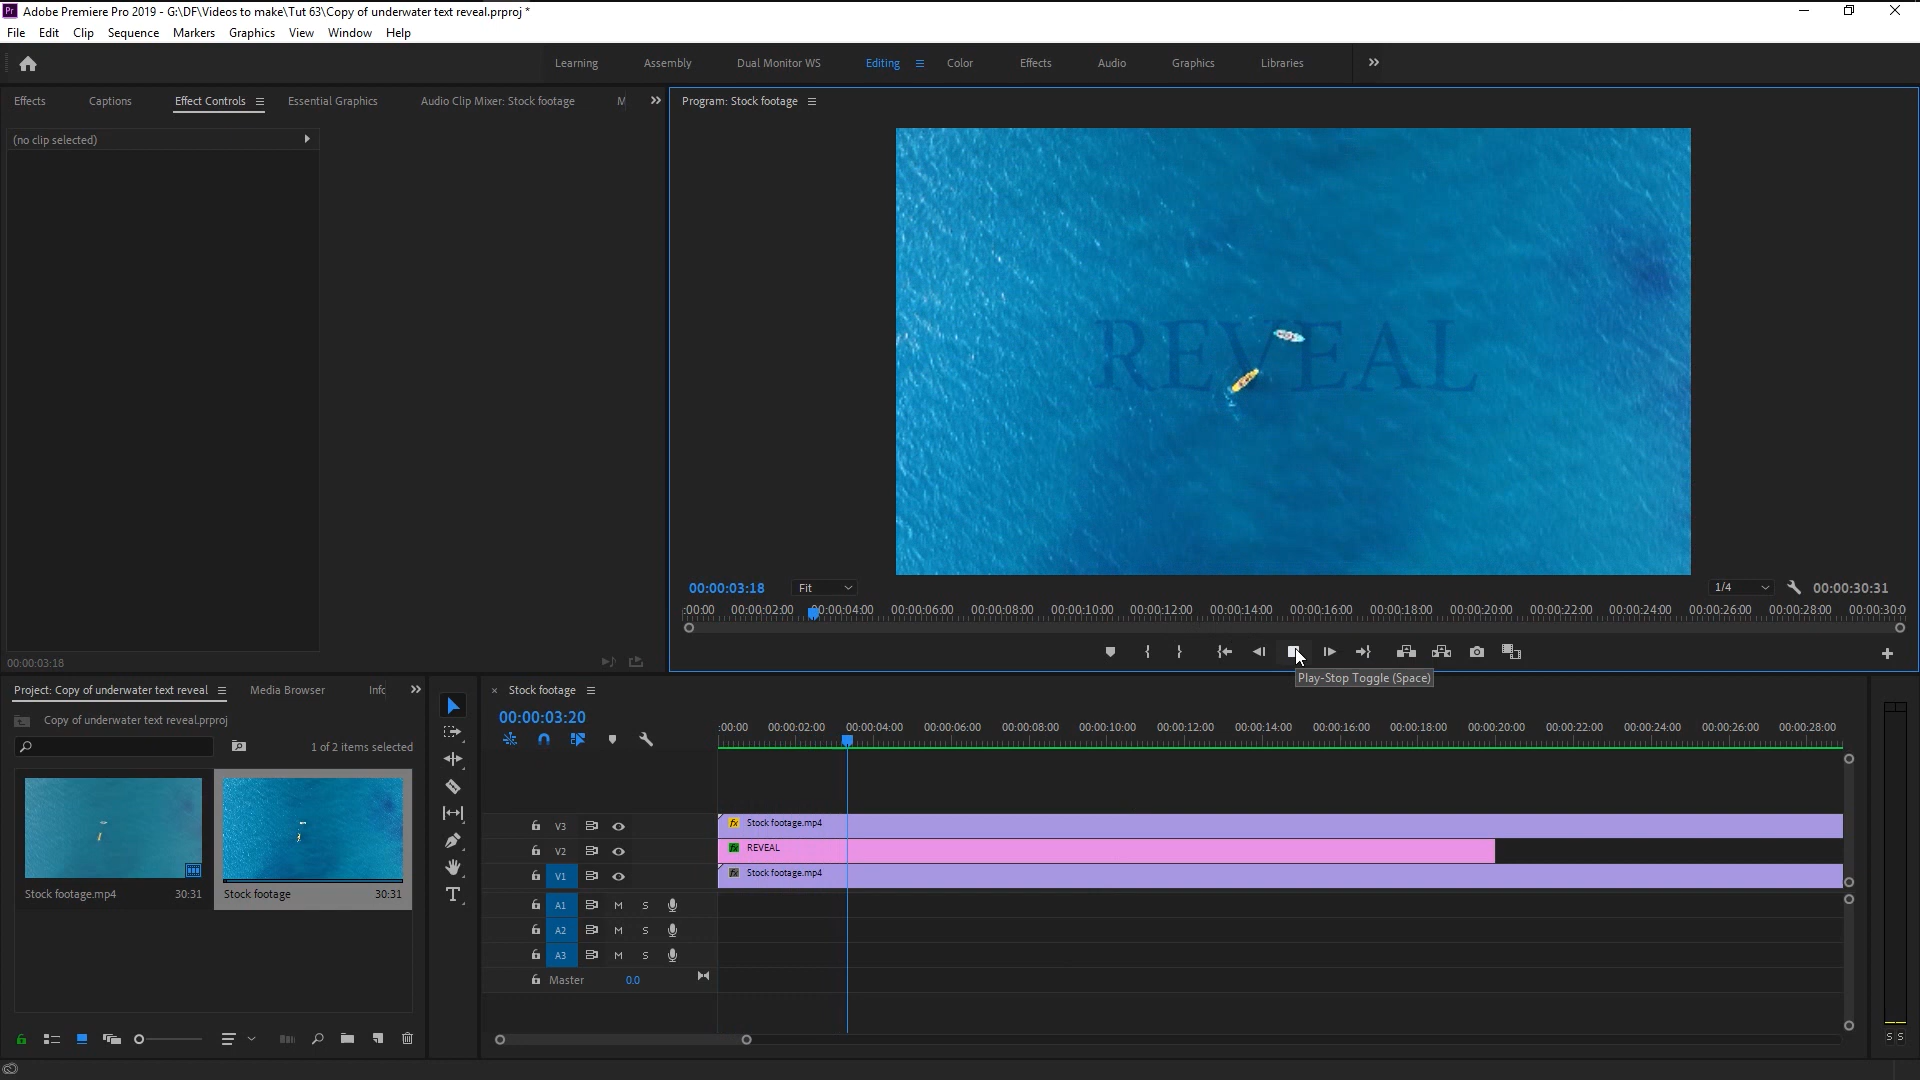 Adobe Premiere Pro 2019 - G:\DF\Videos to make\Tut 63\Copy of underwater text reveal.prproj *
File Edit Clip Sequence Markers Graphics View Window Help
Learning Assembly Dual Monitor WS Editing Color Effects Audio Graphics Libraries
Effects Captions Effect Controls Essential Graphics Audio Clip Mixer: Stock footage M
(no clip selected)
00:00:03:18
Program: Stock footage
REVEAL
00:00:03:18 Fit 1/4 00:00:30:31
:00:00 00:00:02:00 00:00:04:00 00:00:06:00 00:00:08:00 00:00:10:00 00:00:12:00 00:00:14:00 00:00:16:00 00:00:18:00 00:00:20:00 00:00:22:00 00:00:24:00 00:00:26:00 00:00:28:00 00:00:30:0
Play-Stop Toggle (Space)
Project: Copy of underwater text reveal Media Browser Info
Copy of underwater text reveal.prproj
1 of 2 items selected
Stock footage.mp4 30:31
Stock footage 30:31
Stock footage
00:00:03:20
:00:00 00:00:02:00 00:00:04:00 00:00:06:00 00:00:08:00 00:00:10:00 00:00:12:00 00:00:14:00 00:00:16:00 00:00:18:00 00:00:20:00 00:00:22:00 00:00:24:00 00:00:26:00 00:00:28:00
V3 fx Stock footage.mp4
V2 fx REVEAL
V1 fx Stock footage.mp4
A1 M S
A2 M S
A3 M S
Master 0.0
S S